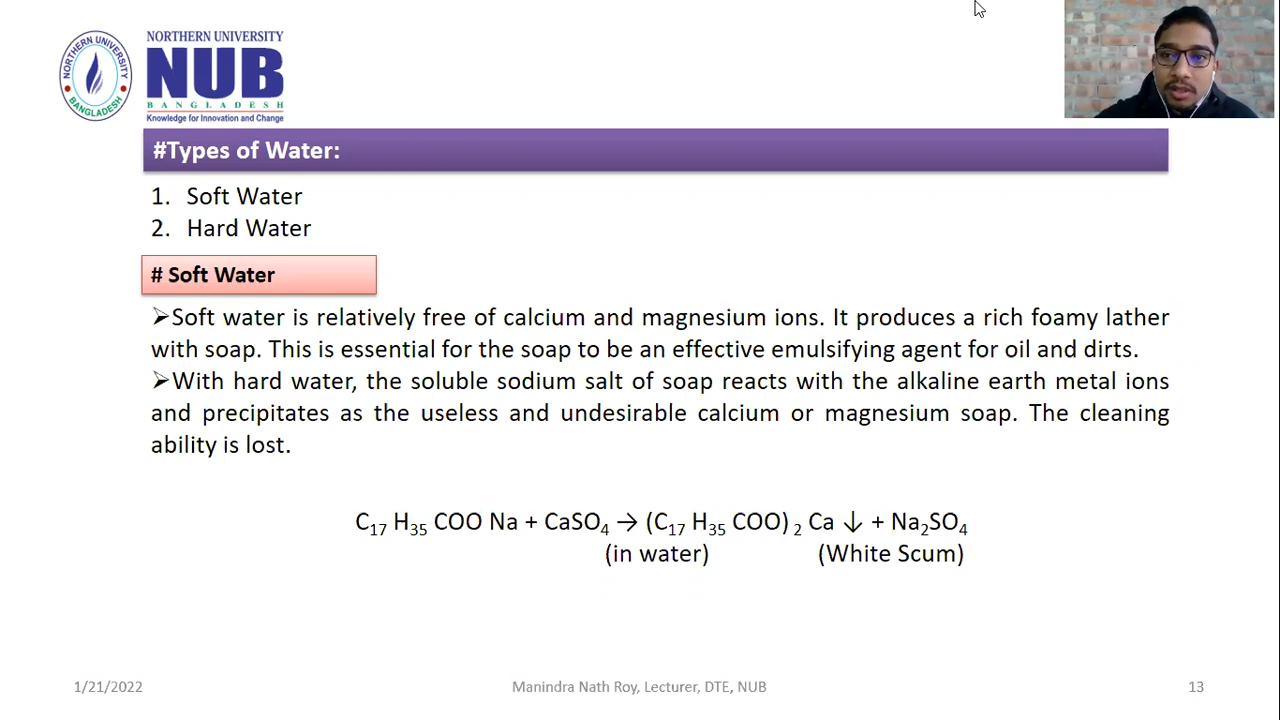 NORTHERN UNIVERSITY
BANGLADESH
NORTHERN UNIVERSITY
NUB
BANGLADESH
Knowledge for Innovation and Change
#Types of Water:
1. Soft Water
2. Hard Water
# Soft Water
➢Soft water is relatively free of calcium and magnesium ions. It produces a rich foamy lather
with soap. This is essential for the soap to be an effective emulsifying agent for oil and dirts.
➢With hard water, the soluble sodium salt of soap reacts with the alkaline earth metal ions
and precipitates as the useless and undesirable calcium or magnesium soap. The cleaning
ability is lost.
C₁₇ H₃₅ COO Na + CaSO₄ → (C₁₇ H₃₅ COO) ₂ Ca ↓ + Na₂SO₄
(in water) (White Scum)
1/21/2022 Manindra Nath Roy, Lecturer, DTE, NUB 13